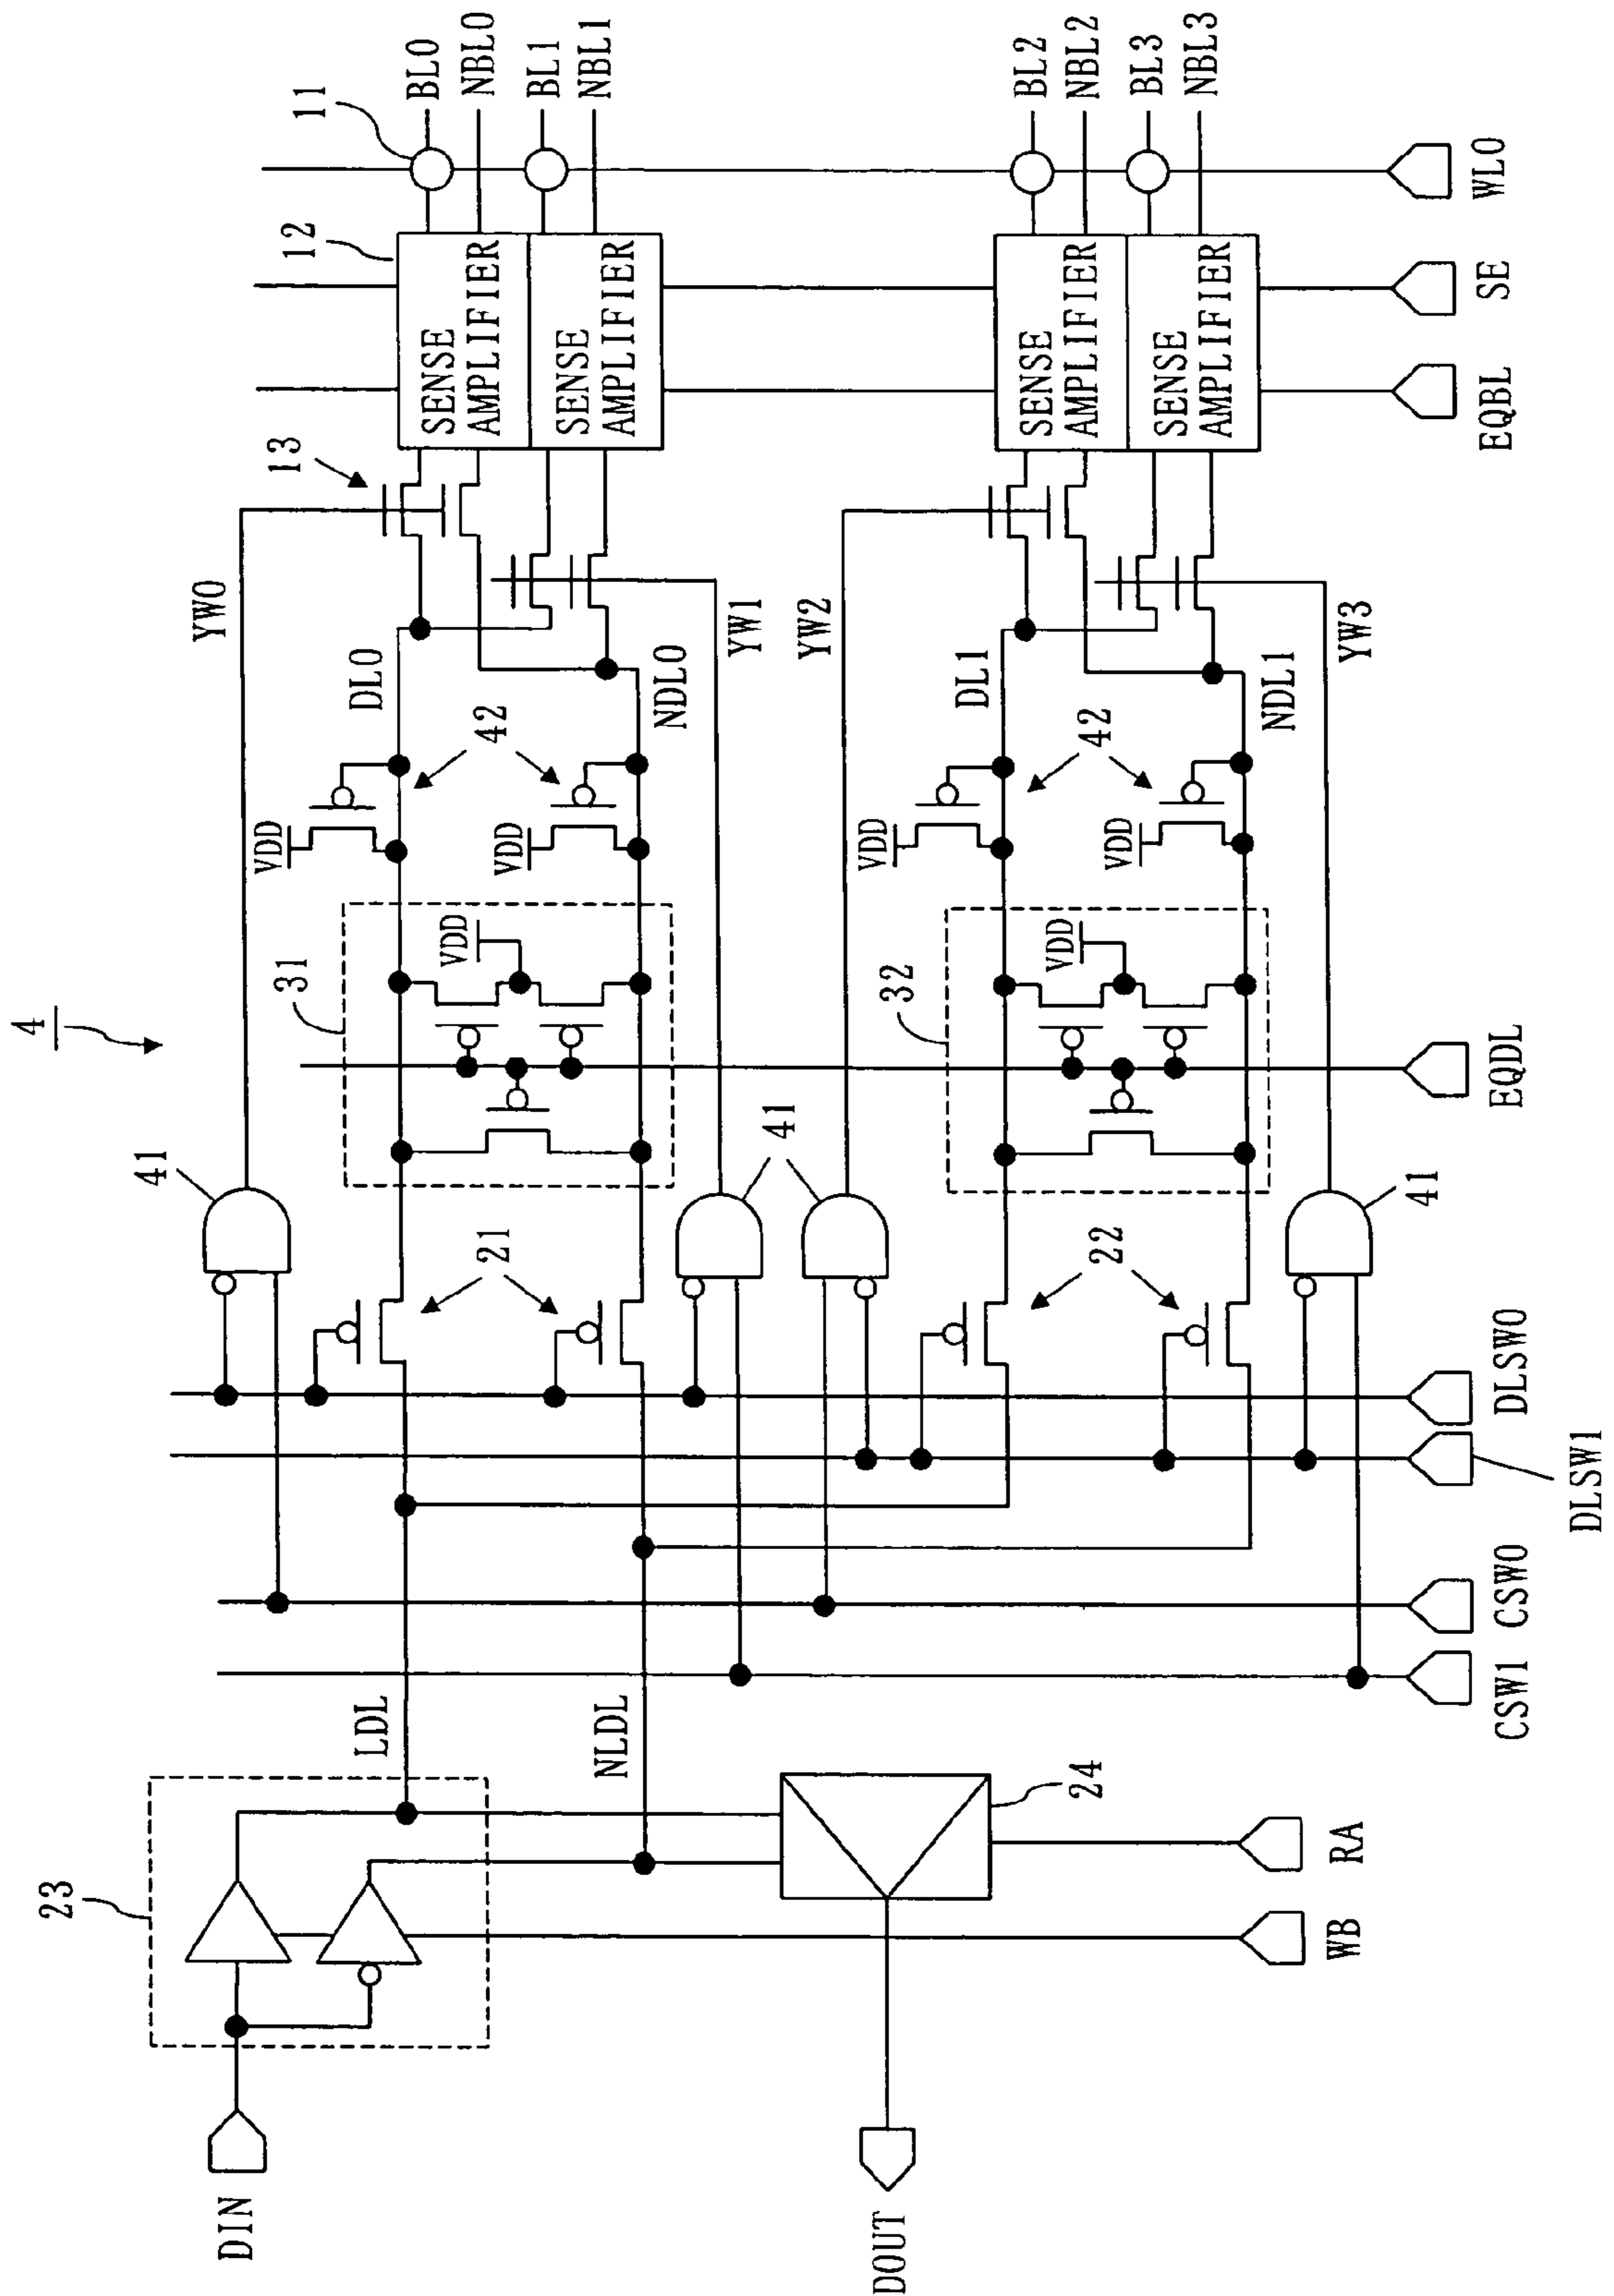 4
11
BL0
NBL0
BL1
NBL1
BL2
NBL2
BL3
NBL3
WL0
12
SENSE
AMPLIFIER
SENSE
AMPLIFIER
SENSE
AMPLIFIER
SENSE
AMPLIFIER
SE
EQBL
13
YW0
YW1
YW2
YW3
DL0
NDL0
DL1
NDL1
42
42
VDD
VDD
VDD
VDD
31
VDD
32
VDD
EQDL
41
41
41
21
22
DLSW0
DLSW1
CSW0
CSW1
LDL
NLDL
23
24
RA
WB
DIN
DOUT